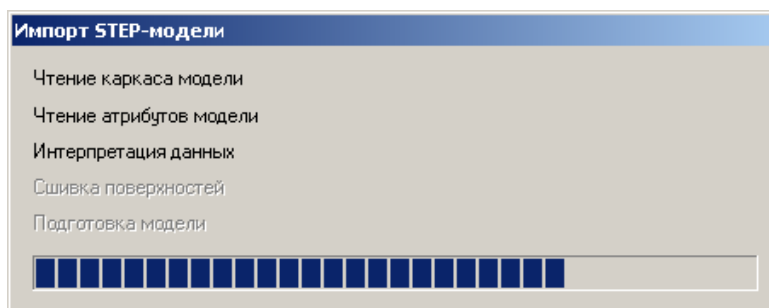 Импорт STEP-модели
Чтение каркаса модели
Чтение атрибутов модели
Интерпретация данных
Сшивка поверхностей
Подготовка модели